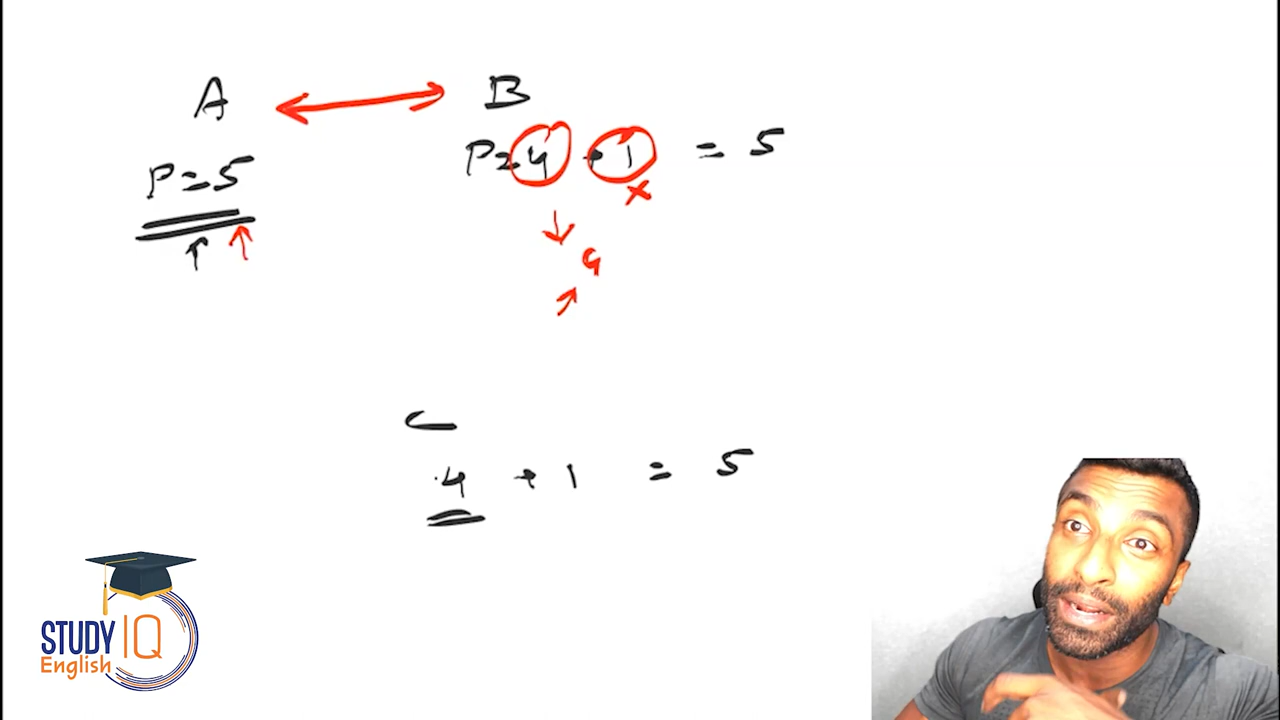 A B
P=5 P=4 + 1 = 5
×
4
C
4 + 1 = 5
STUDY IQ
English